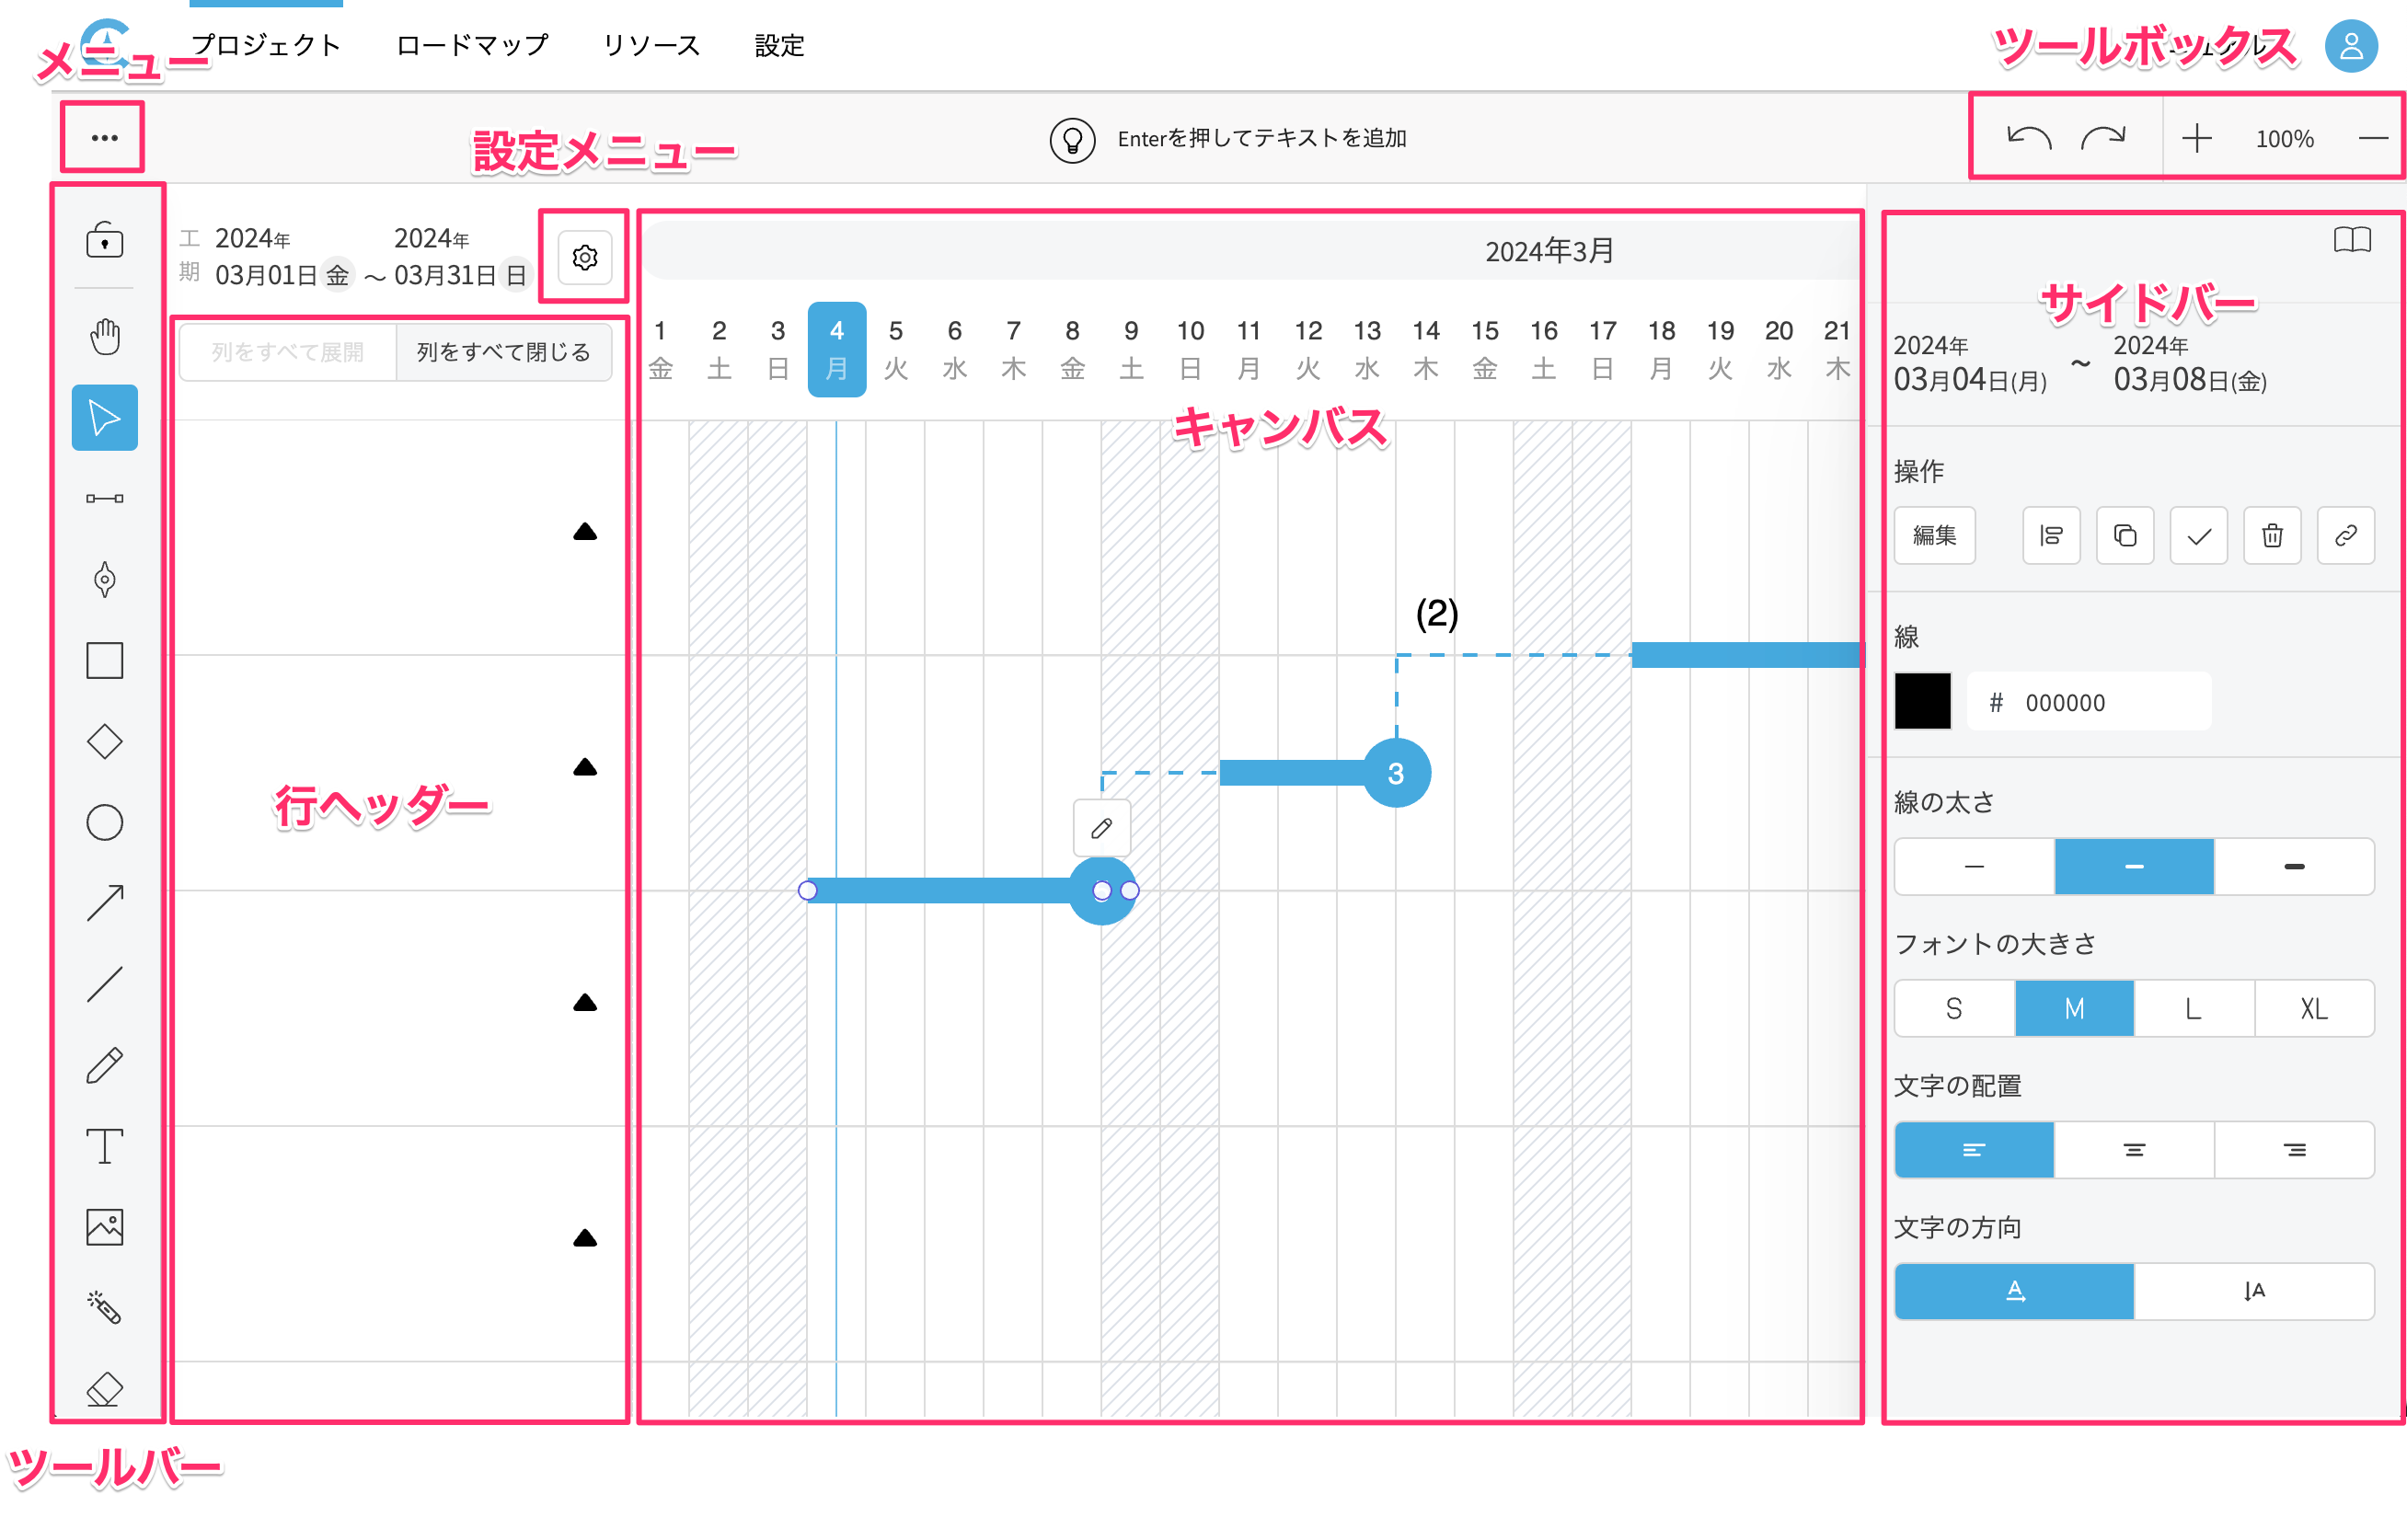 プロジェクト ロードマップ リソース 設定
メニュー
ツールボックス
設定メニュー
Enterを押してテキストを追加
100%
工期
2024年 03月01日 金 ～ 2024年 03月31日 日
列をすべて展開 列をすべて閉じる
2024年3月
1 2 3 4 5 6 7 8 9 10 11 12 13 14 15 16 17 18 19 20 21
金 土 日 月 火 水 木 金 土 日 月 火 水 木 金 土 日 月 火 水 木
キャンバス
(2)
3
行ヘッダー
サイドバー
2024年 ~ 2024年
03月04日(月) 03月08日(金)
操作
編集
線
# 000000
線の太さ
フォントの大きさ
S M L XL
文字の配置
文字の方向
A A
T
ツールバー